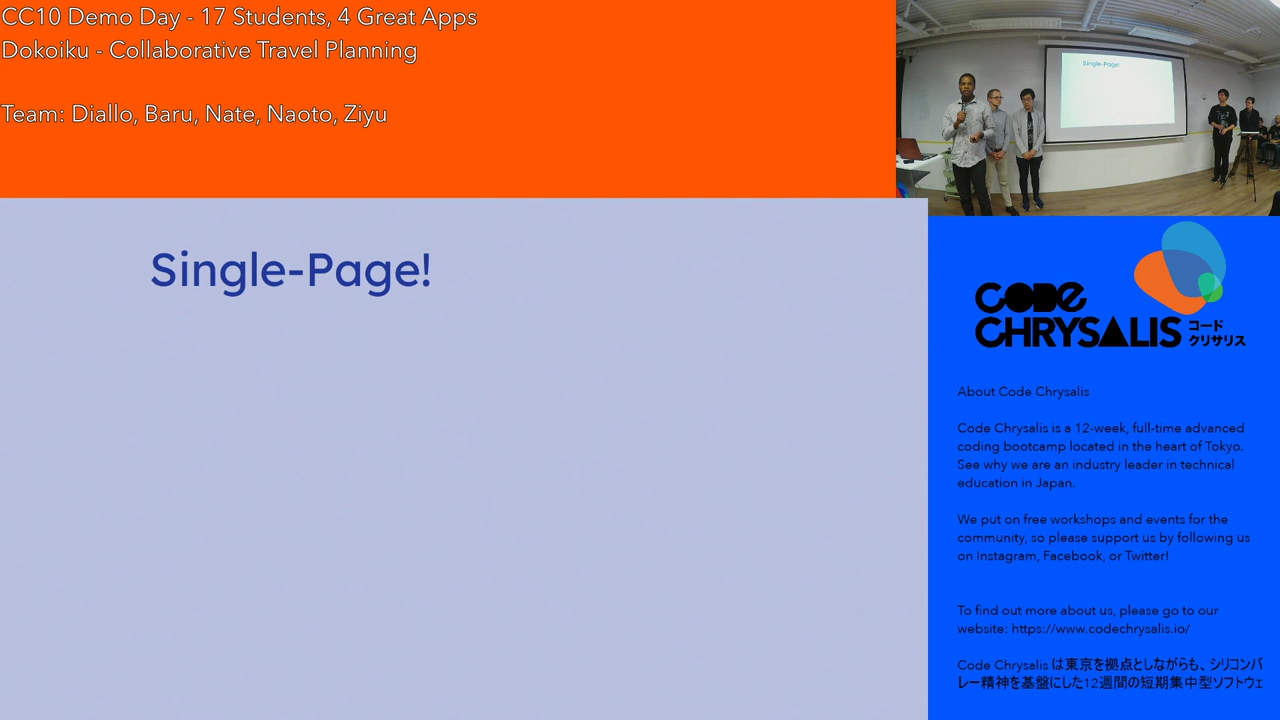 CC10 Demo Day - 17 Students, 4 Great Apps
Dokoiku - Collaborative Travel Planning
Team: Diallo, Baru, Nate, Naoto, Ziyu
Single-Page!
Single-Page!
CODE
CHRYSALIS
コード
クリサリス
About Code Chrysalis
Code Chrysalis is a 12-week, full-time advanced
coding bootcamp located in the heart of Tokyo.
See why we are an industry leader in technical
education in Japan.
We put on free workshops and events for the
community, so please support us by following us
on Instagram, Facebook, or Twitter!
To find out more about us, please go to our
website: https://www.codechrysalis.io/
Code Chrysalis は東京を拠点としながらも、シリコンバ
レー精神を基盤にした12週間の短期集中型ソフトウェ